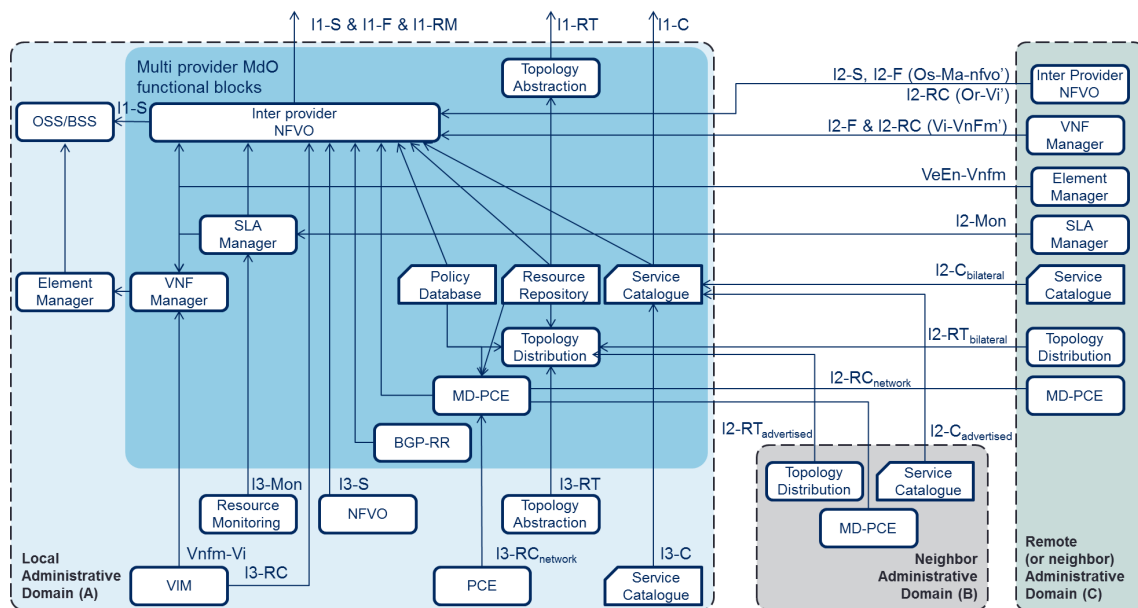 I1-S & I1-F & I1-RM
I1-RT
I1-C
Multi provider MdO
functional blocks
Topology
Abstraction
I2-S, I2-F (Os-Ma-nfvo’)
I2-RC (Or-Vi’)
Inter Provider
NFVO
I1-S
OSS/BSS
Inter provider
NFVO
I2-F & I2-RC (Vi-VnFm’)
VNF
Manager
VeEn-Vnfm
Element
Manager
SLA
Manager
I2-Mon
SLA
Manager
Element
Manager
VNF
Manager
Policy
Database
Resource
Repository
Service
Catalogue
I2-Cbilateral
Service
Catalogue
Topology
Distribution
I2-RTbilateral
Topology
Distribution
MD-PCE
I2-RCnetwork
MD-PCE
BGP-RR
I2-RTadvertised
I2-Cadvertised
Topology
Distribution
Service
Catalogue
MD-PCE
I3-Mon
I3-S
I3-RT
Resource
Monitoring
NFVO
Topology
Abstraction
Vnfm-Vi
I3-RC
I3-RCnetwork
I3-C
Local
Administrative
Domain (A)
VIM
PCE
Service
Catalogue
Neighbor
Administrative
Domain (B)
Remote
(or neighbor)
Administrative
Domain (C)